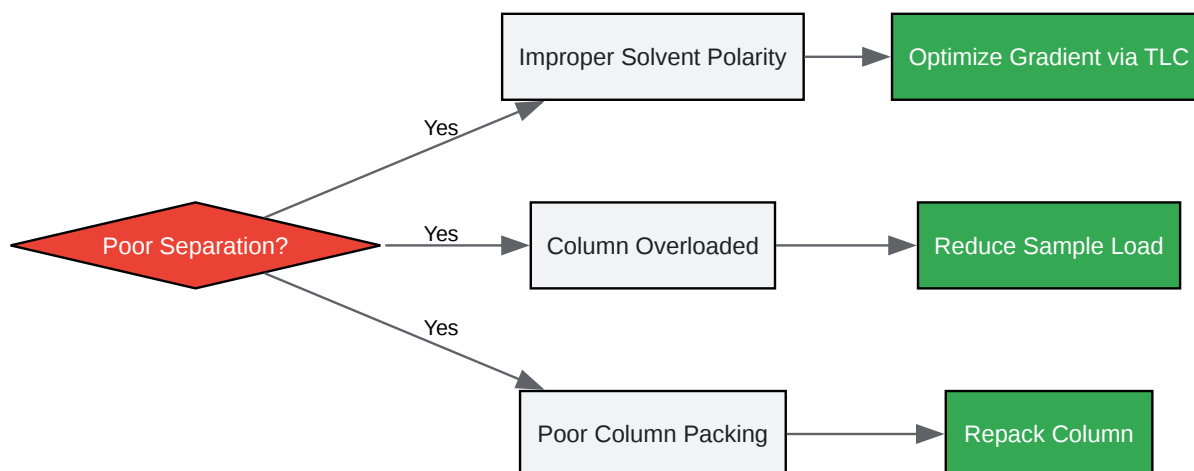 Improper Solvent Polarity
Optimize Gradient via TLC
Yes
Poor Separation?
Yes
Column Overloaded
Reduce Sample Load
Yes
Poor Column Packing
Repack Column